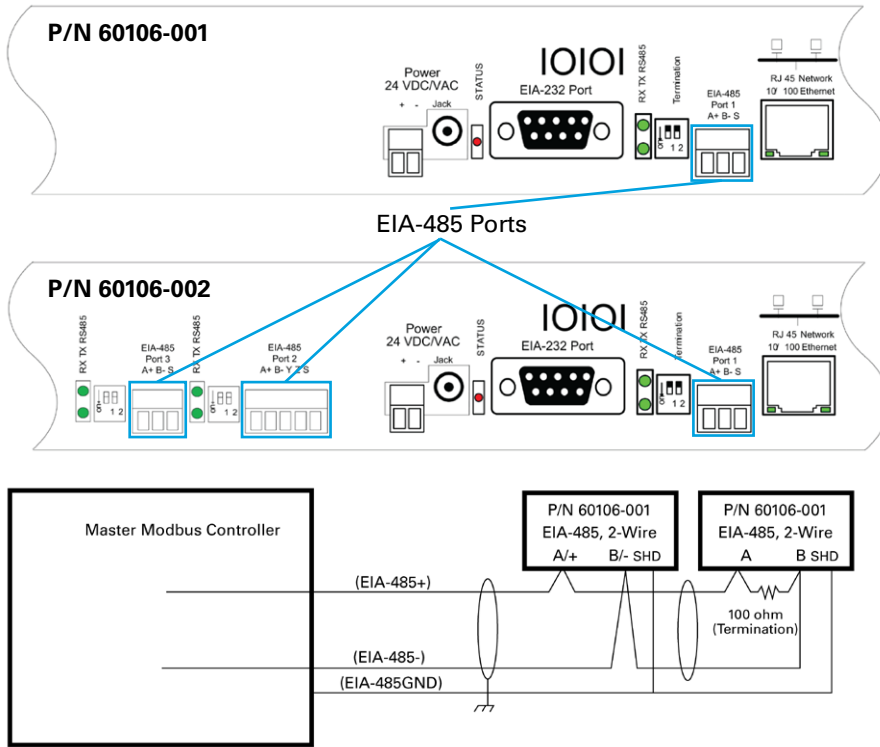 P/N 60106-001
Power
24 VDC/VAC
+ - Jack
STATUS
IOIOI
EIA-232 Port
RX TX RS485
Termination
1 2
EIA-485
Port 1
A+ B- S
RJ 45 Network
10/ 100 Ethernet
EIA-485 Ports
P/N 60106-002
RX TX RS485
1 2
EIA-485
Port 3
A+ B- S
RX TX RS485
1 2
EIA-485
Port 2
A+ B- Y Z S
Power
24 VDC/VAC
+ - Jack
STATUS
IOIOI
EIA-232 Port
RX TX RS485
Termination
1 2
EIA-485
Port 1
A+ B- S
RJ 45 Network
10/ 100 Ethernet
Master Modbus Controller
(EIA-485+)
(EIA-485-)
(EIA-485GND)
P/N 60106-001
EIA-485, 2-Wire
A/+ B/- SHD
P/N 60106-001
EIA-485, 2-Wire
A B SHD
100 ohm
(Termination)